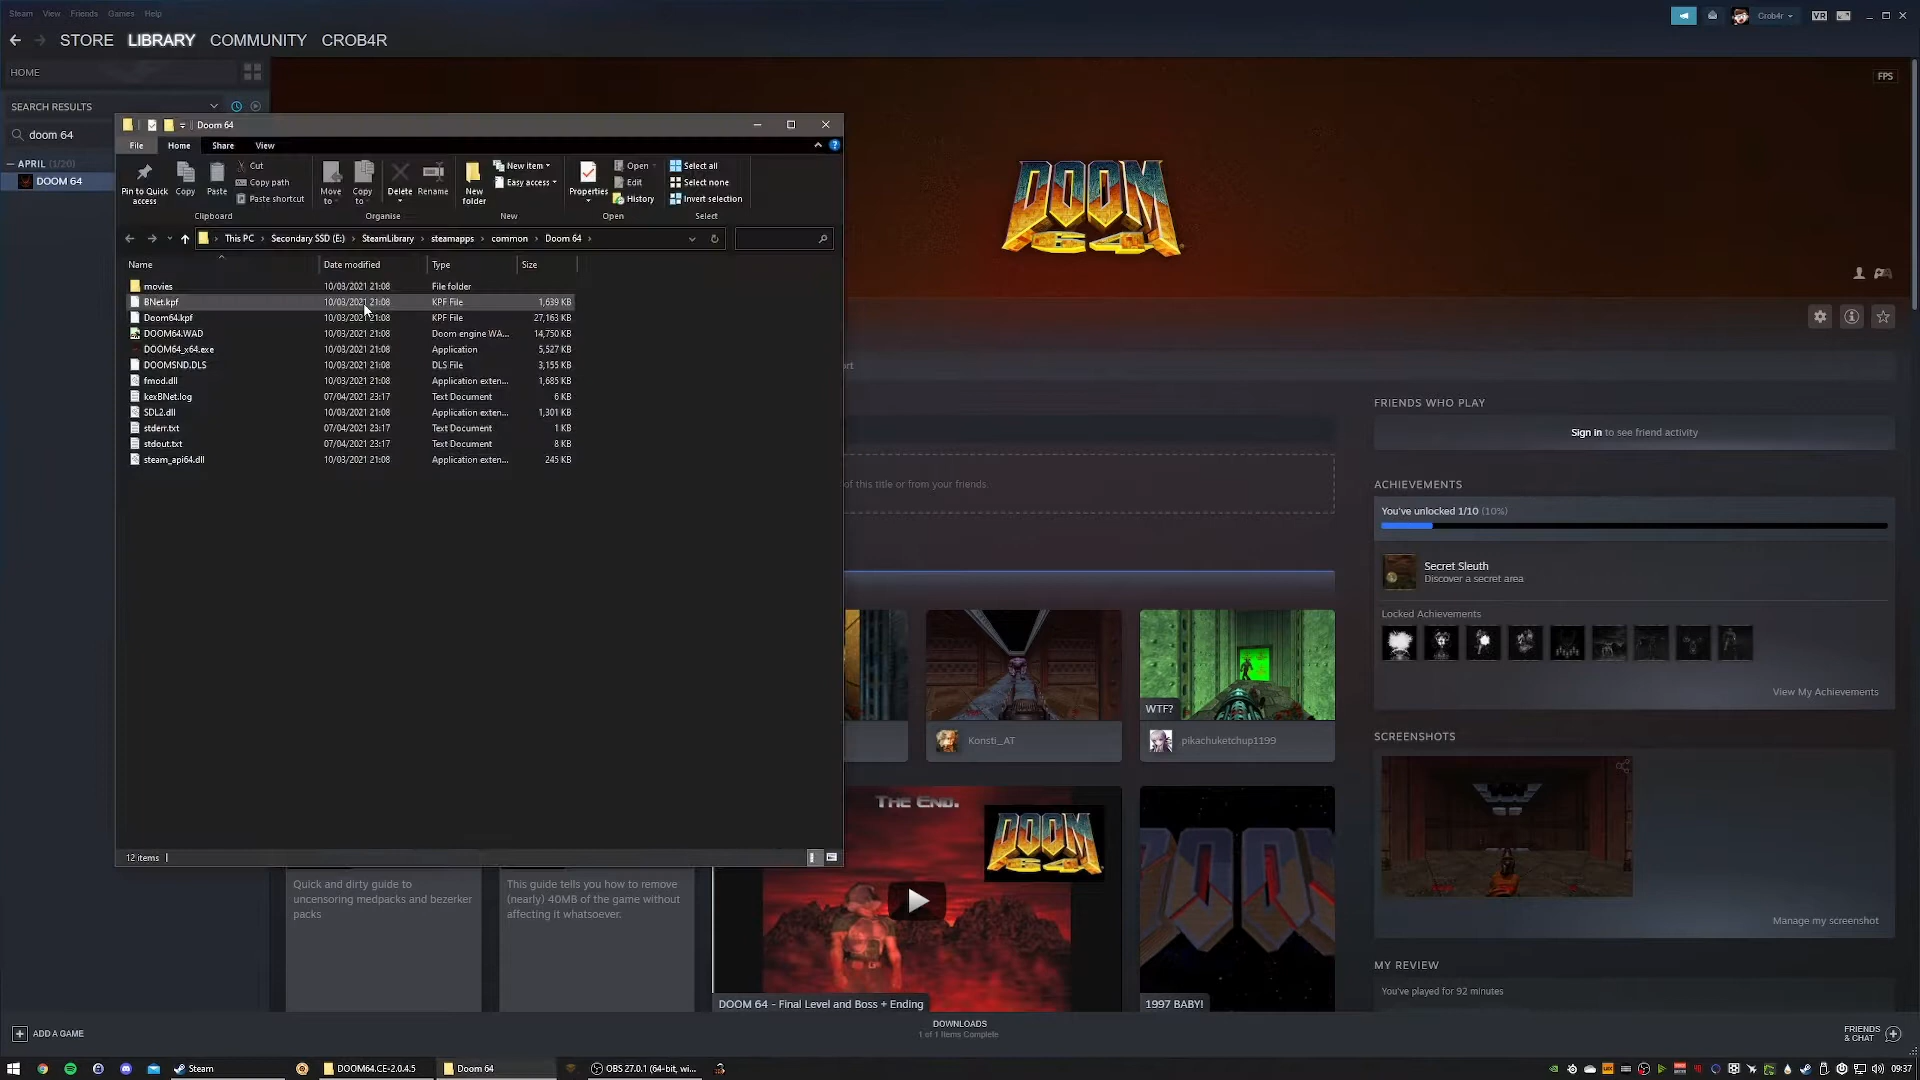 Steam View Friends Games Help
Crob4r
VR
STORE LIBRARY COMMUNITY CROB4R
HOME
FPS
SEARCH RESULTS
doom 64
APRIL (1/20)
DOOM 64
Doom 64
File Home Share View
Pin to Quick access
Copy
Paste
Cut
Copy path
Paste shortcut
Move to
Copy to
Delete
Rename
New folder
New item
Easy access
Properties
Open
Edit
History
Select all
Select none
Invert selection
Clipboard Organise New Open Select
This PC > Secondary SSD (E:) > SteamLibrary > steamapps > common > Doom 64 >
Name Date modified Type Size
movies 10/03/2021 21:08 File folder
BNet.kpf 10/03/2021 21:08 KPF File 1,639 KB
Doom64.kpf 10/03/2021 21:08 KPF File 27,163 KB
DOOM64.WAD 10/03/2021 21:08 Doom engine WA... 14,750 KB
DOOM64_x64.exe 10/03/2021 21:08 Application 5,527 KB
DOOMSND.DLS 10/03/2021 21:08 DLS File 3,155 KB
fmod.dll 10/03/2021 21:08 Application exten... 1,685 KB
kexBNet.log 07/04/2021 23:17 Text Document 6 KB
SDL2.dll 10/03/2021 21:08 Application exten... 1,301 KB
stderr.txt 07/04/2021 23:17 Text Document 1 KB
stdout.txt 07/04/2021 23:17 Text Document 8 KB
steam_api64.dll 10/03/2021 21:08 Application exten... 245 KB
12 items
DOOM
64
of this title or from your friends.
FRIENDS WHO PLAY
Sign in to see friend activity
ACHIEVEMENTS
You've unlocked 1/10 (10%)
Secret Sleuth
Discover a secret area
Locked Achievements
View My Achievements
WTF?
Konsti_AT
pikachuketchup1199
SCREENSHOTS
Manage my screenshot
MY REVIEW
You've played for 92 minutes
THE END.
DOOM
64
Quick and dirty guide to
uncensoring medpacks and bezerker
packs
This guide tells you how to remove
(nearly) 40MB of the game without
affecting it whatsoever.
DOOM 64 - Final Level and Boss + Ending
1997 BABY!
ADD A GAME
DOWNLOADS
1 of 1 Items Complete
FRIENDS
& CHAT
Steam
DOOM64.CE-2.0.4.5
Doom 64
OBS 27.0.1 (64-bit, wi...
09:37